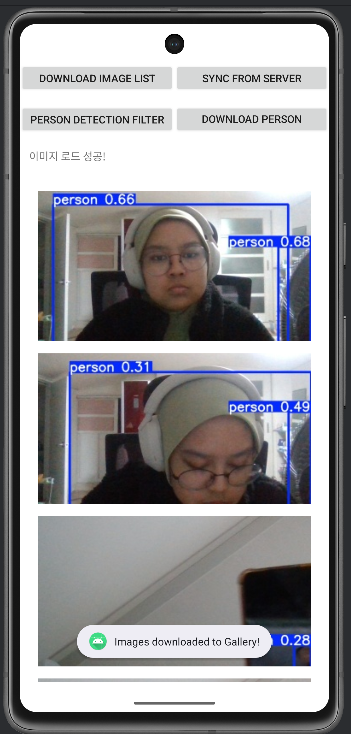 DOWNLOAD IMAGE LIST
SYNC FROM SERVER
PERSON DETECTION FILTER
DOWNLOAD PERSON
이미지 로드 성공!
person 0.66
person 0.68
person 0.31
person 0.49
0.28
Images downloaded to Gallery!